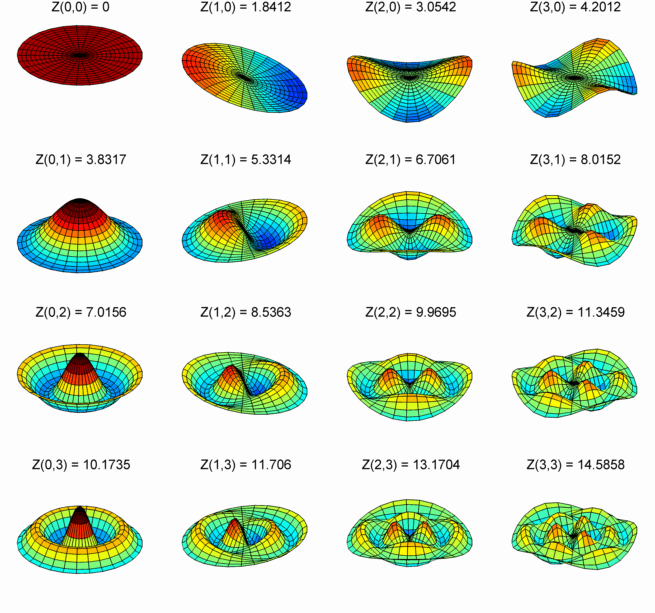 Z(0,0) = 0
Z(1,0) = 1.8412
Z(2,0) = 3.0542
Z(3,0) = 4.2012
Z(0,1) = 3.8317
Z(1,1) = 5.3314
Z(2,1) = 6.7061
Z(3,1) = 8.0152
Z(0,2) = 7.0156
Z(1,2) = 8.5363
Z(2,2) = 9.9695
Z(3,2) = 11.3459
Z(0,3) = 10.1735
Z(1,3) = 11.706
Z(2,3) = 13.1704
Z(3,3) = 14.5858